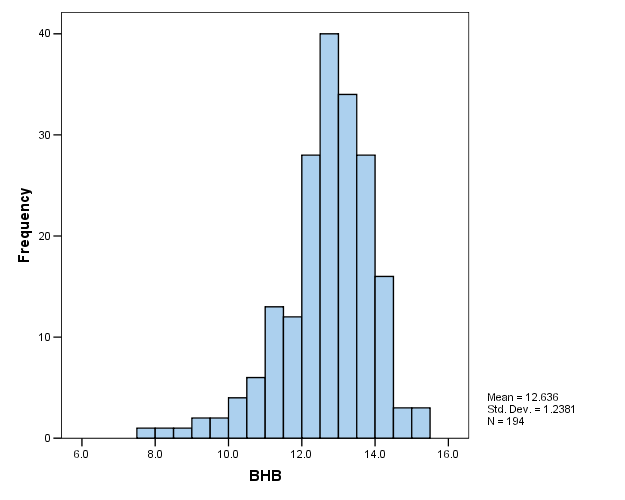 Frequency
40
30
20
10
0
6.0 8.0 10.0 12.0 14.0 16.0
BHB
Mean = 12.636
Std. Dev. = 1.2381
N = 194